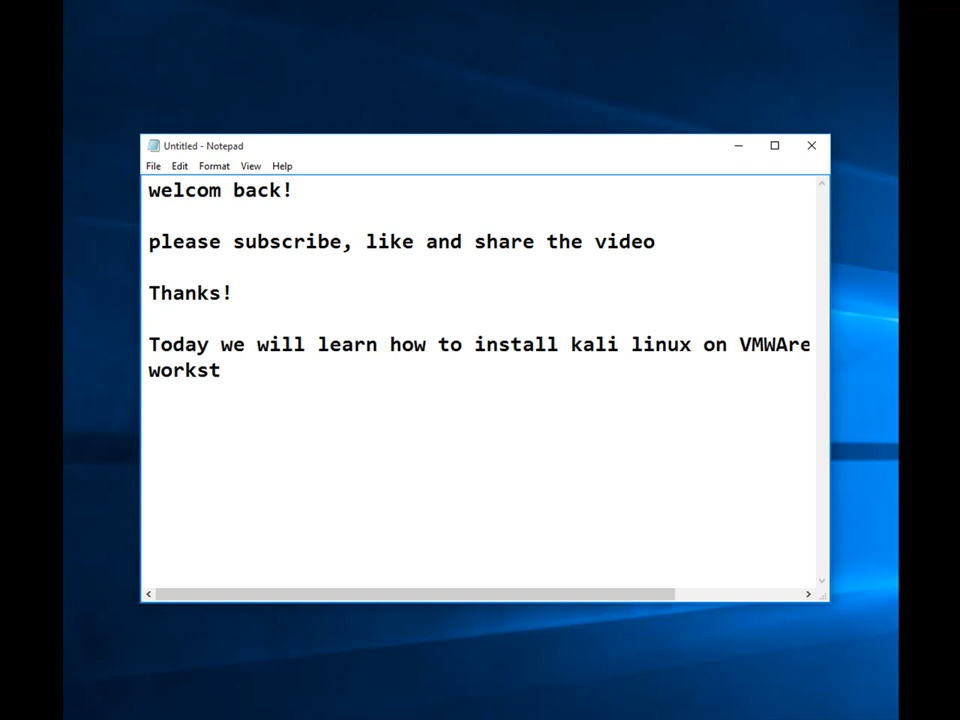 Untitled - Notepad
File Edit Format View Help
welcom back!
please subscribe, like and share the video
Thanks!
Today we will learn how to install kali linux on VMWAre
workst